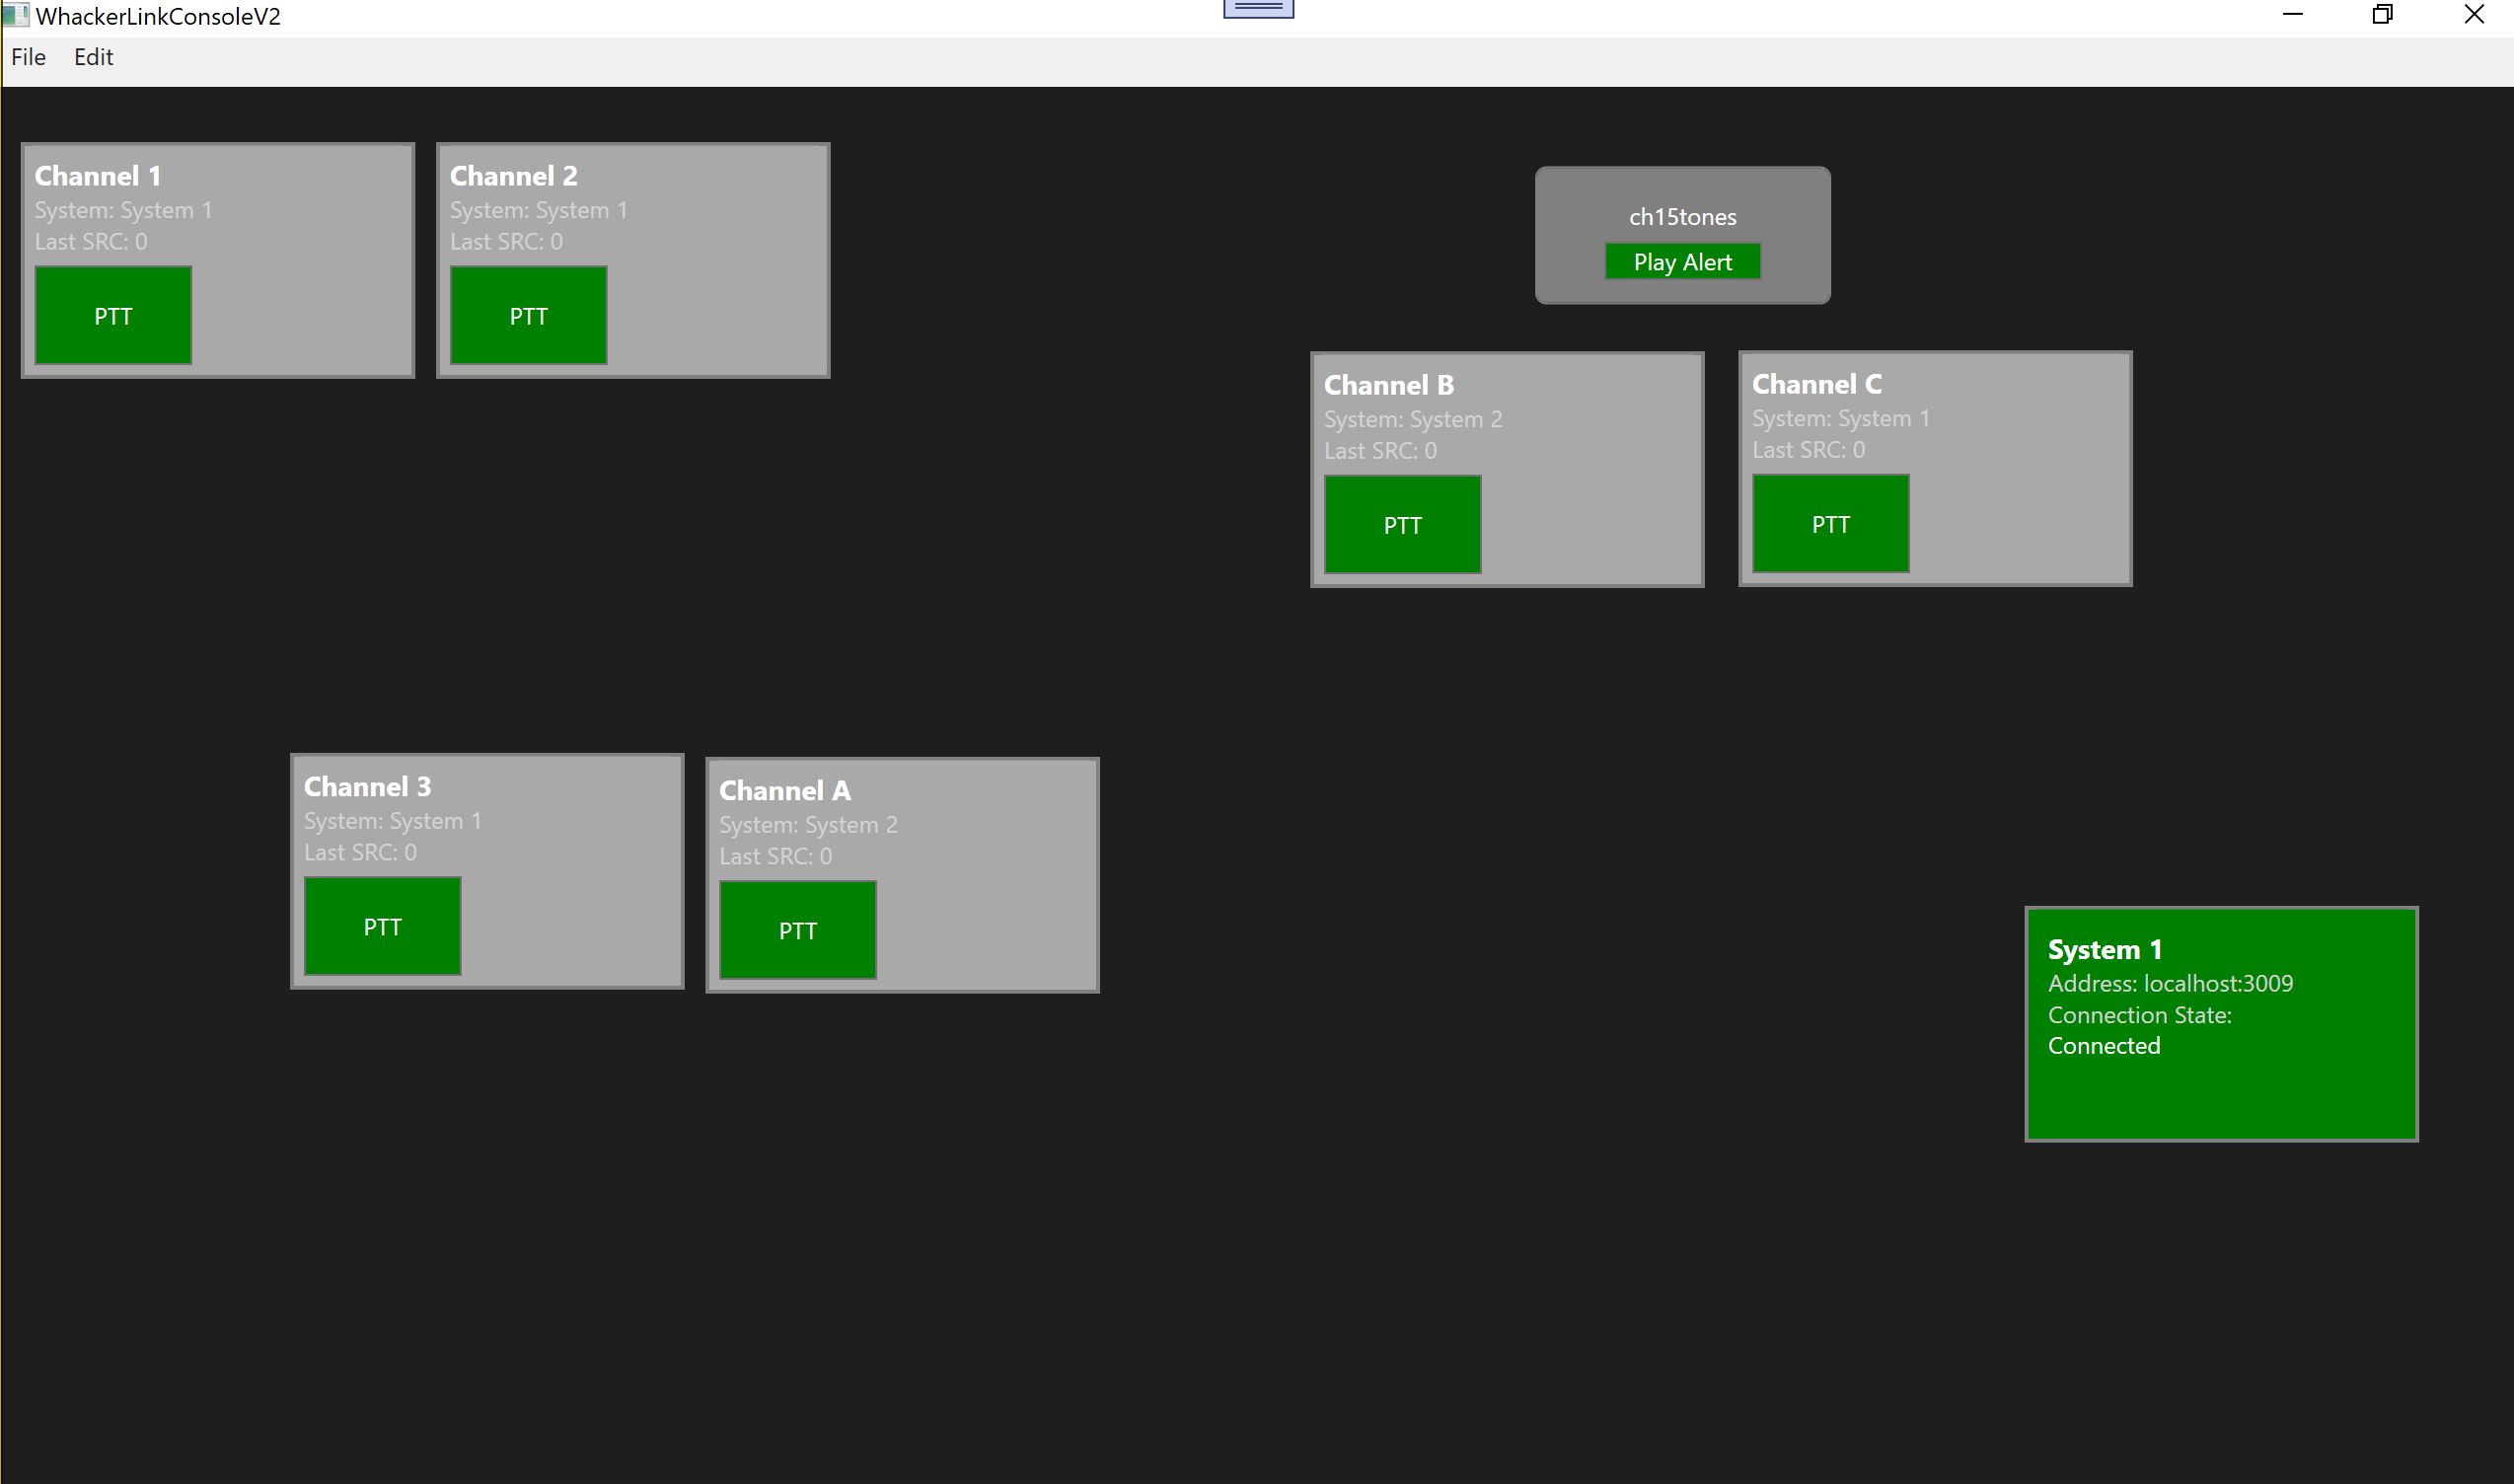 WhackerLinkConsoleV2
File Edit
Channel 1
System: System 1
Last SRC: 0
PTT
Channel 2
System: System 1
Last SRC: 0
PTT
ch15tones
Play Alert
Channel B
System: System 2
Last SRC: 0
PTT
Channel C
System: System 1
Last SRC: 0
PTT
Channel 3
System: System 1
Last SRC: 0
PTT
Channel A
System: System 2
Last SRC: 0
PTT
System 1
Address: localhost:3009
Connection State:
Connected